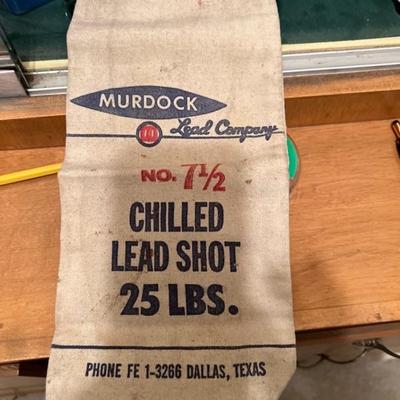 MURDOCK
Lead Company
NO. 7½
CHILLED
LEAD SHOT
25 LBS.
PHONE FE 1-3266 DALLAS, TEXAS